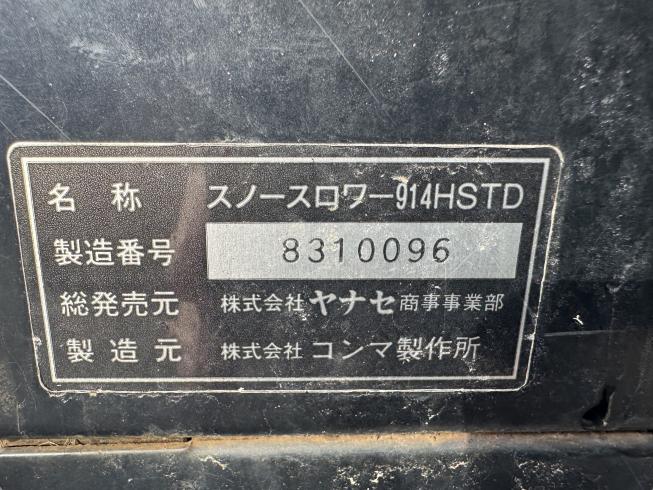 名称 スノースロワー914HSTD
製造番号 8310096
総発売元 株式会社 ヤナセ 商事事業部
製造元 株式会社 コンマ製作所